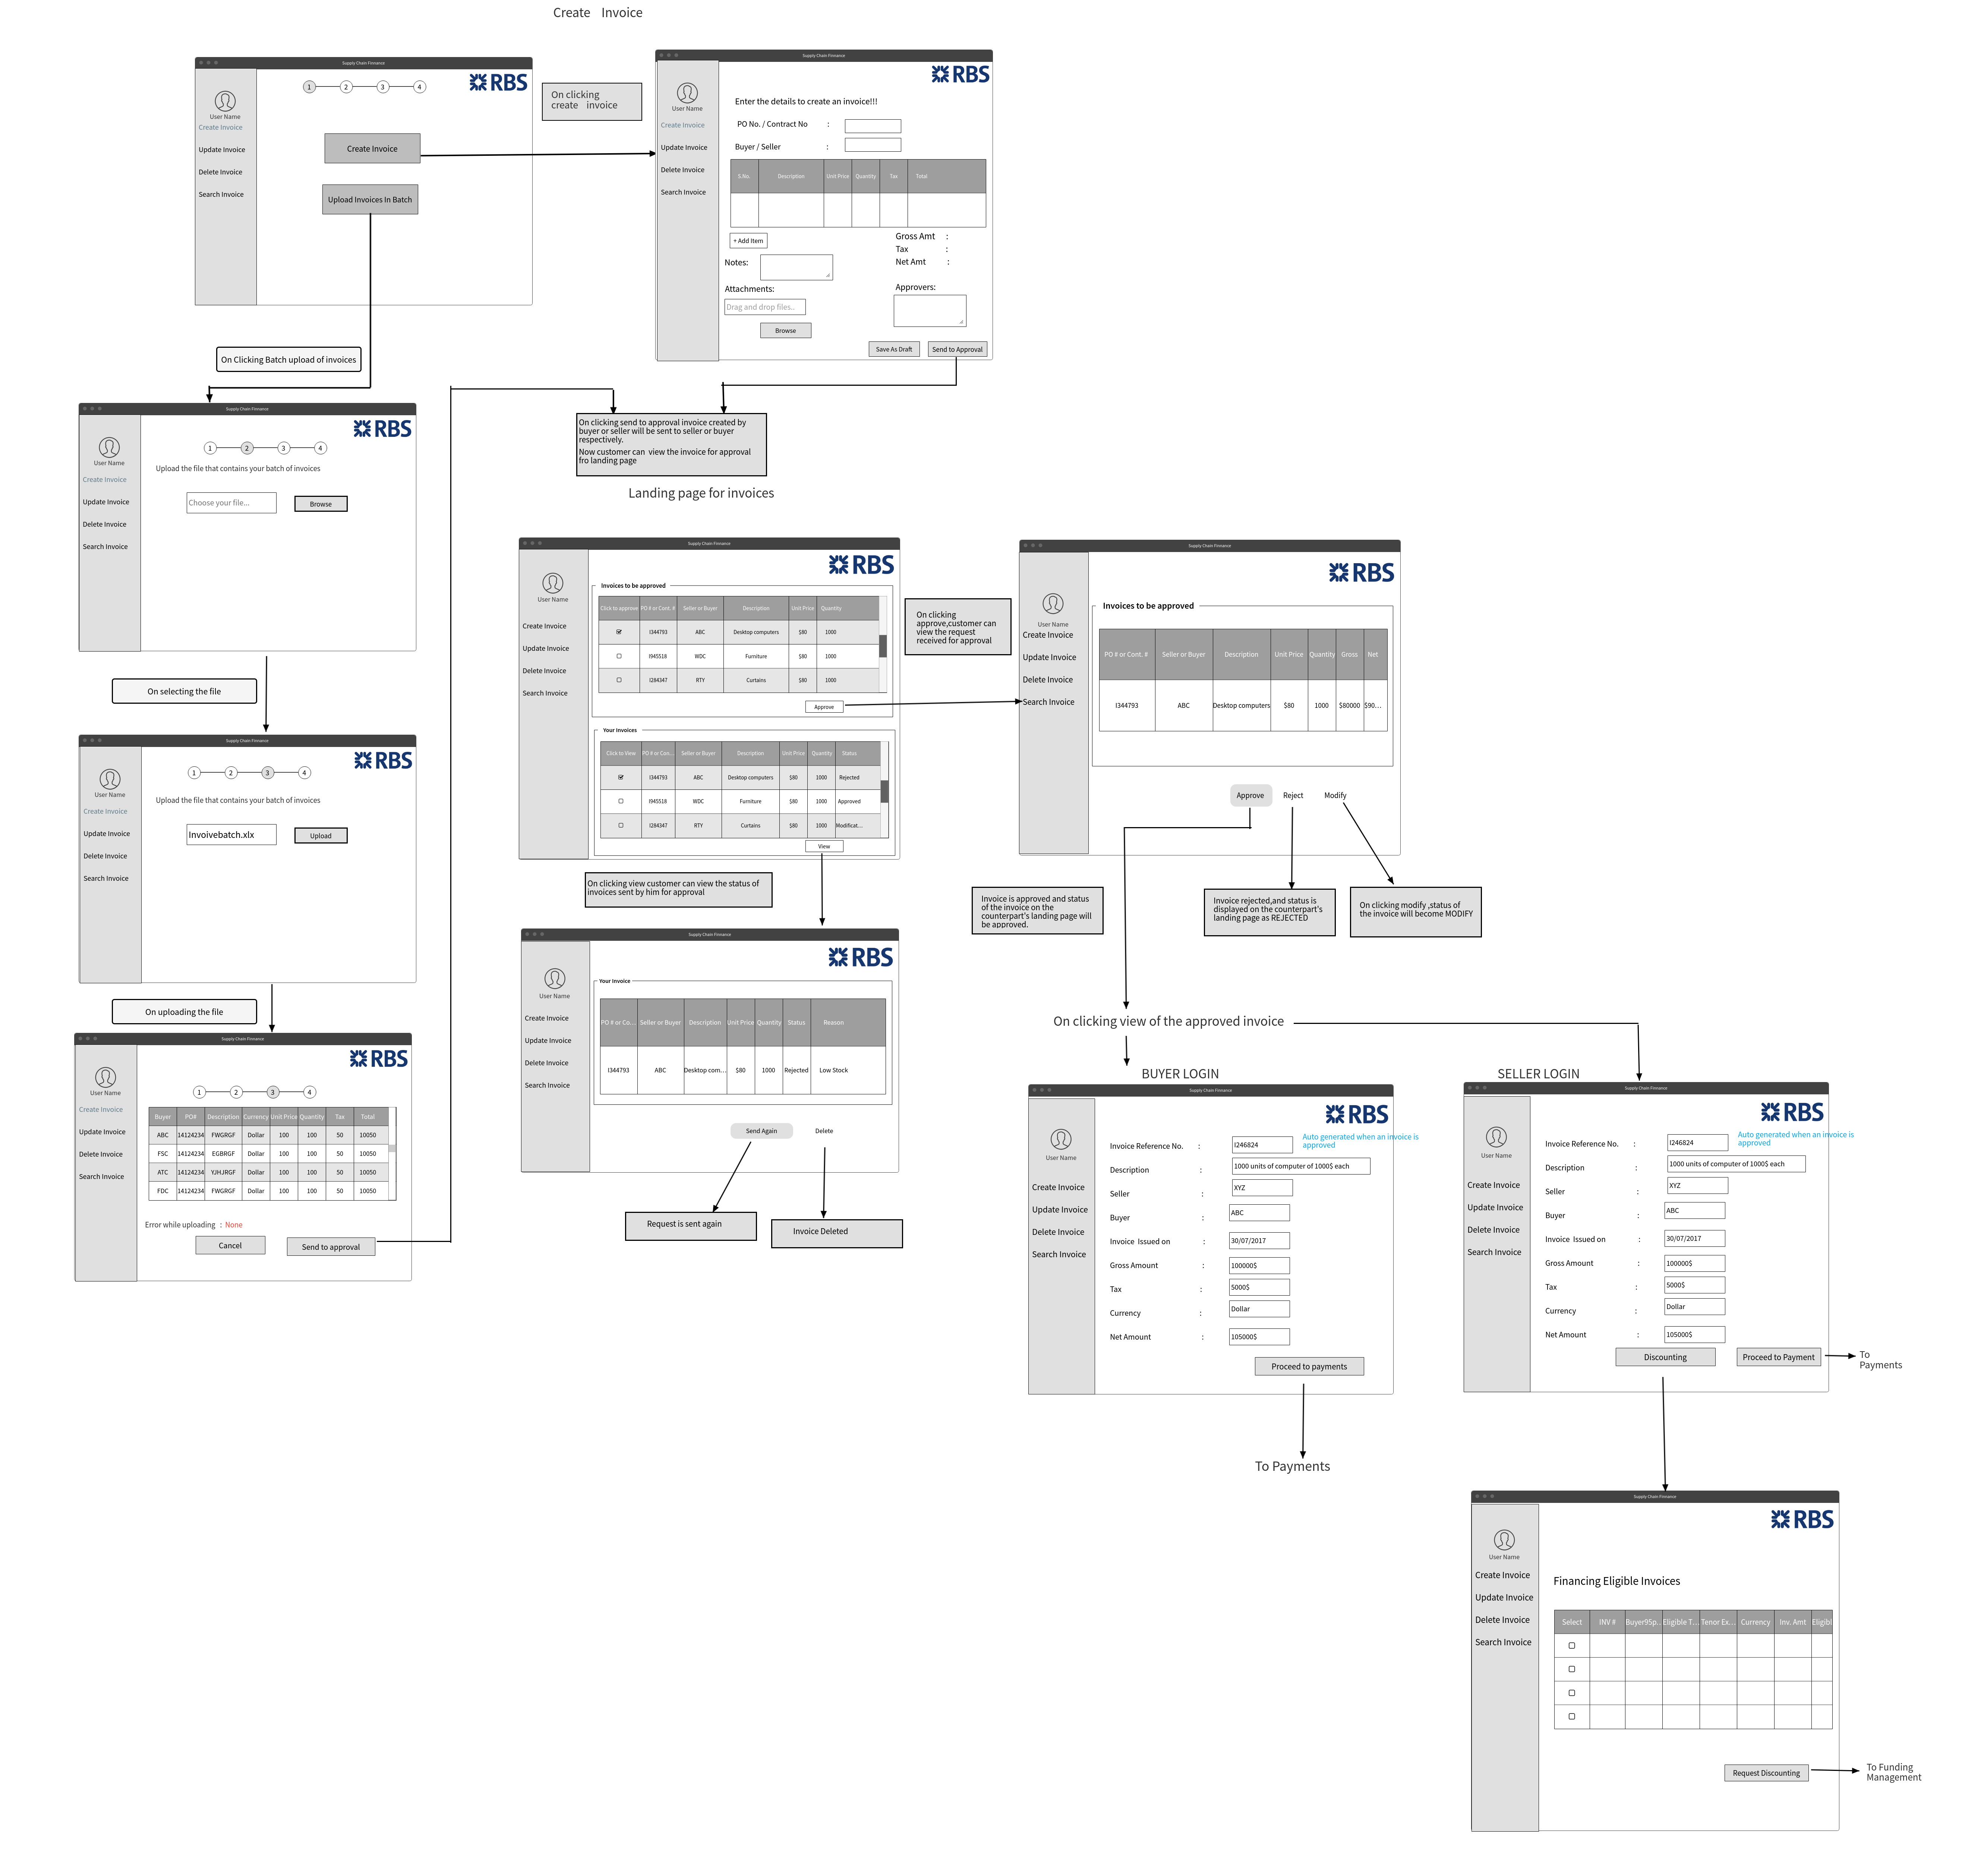 Create Invoice
Supply Chain Finnance
RBS
1 2 3 4
User Name
Create Invoice
Update Invoice
Delete Invoice
Search Invoice
Create Invoice
Upload Invoices In Batch
On clicking
create invoice
Supply Chain Finnance
RBS
User Name
Create Invoice
Update Invoice
Delete Invoice
Search Invoice
Enter the details to create an invoice!!!
PO No. / Contract No :
Buyer / Seller :
S.No. Description Unit Price Quantity Tax Total
+ Add Item
Gross Amt :
Tax :
Net Amt :
Notes:
Attachments:
Drag and drop files..
Browse
Approvers:
Save As Draft
Send to Approval
On Clicking Batch upload of invoices
Supply Chain Finnance
RBS
1 2 3 4
User Name
Create Invoice
Update Invoice
Delete Invoice
Search Invoice
Upload the file that contains your batch of invoices
Choose your file...
Browse
On selecting the file
Supply Chain Finnance
RBS
1 2 3 4
User Name
Create Invoice
Update Invoice
Delete Invoice
Search Invoice
Upload the file that contains your batch of invoices
Invoivebatch.xlx
Upload
On uploading the file
Supply Chain Finnance
RBS
1 2 3 4
User Name
Create Invoice
Update Invoice
Delete Invoice
Search Invoice
Buyer PO# Description Currency Unit Price Quantity Tax Total
ABC 14124234 FWGRGF Dollar 100 100 50 10050
FSC 14124234 EGBRGF Dollar 100 100 50 10050
ATC 14124234 YJHJRGF Dollar 100 100 50 10050
FDC 14124234 FWGRGF Dollar 100 100 50 10050
Error while uploading : None
Cancel
Send to approval
On clicking send to approval invoice created by
buyer or seller will be sent to seller or buyer
respectively.
Now customer can view the invoice for approval
fro landing page
Landing page for invoices
Supply Chain Finnance
RBS
User Name
Create Invoice
Update Invoice
Delete Invoice
Search Invoice
Invoices to be approved
Click to approve PO # or Cont. # Seller or Buyer Description Unit Price Quantity
I344793 ABC Desktop computers $80 1000
I945518 WDC Furniture $80 1000
I284347 RTY Curtains $80 1000
Approve
Your Invoices
Click to View PO # or Con... Seller or Buyer Description Unit Price Quantity Status
I344793 ABC Desktop computers $80 1000 Rejected
I945518 WDC Furniture $80 1000 Approved
I284347 RTY Curtains $80 1000 Modificat...
View
On clicking
approve,customer can
view the request
received for approval
Supply Chain Finnance
RBS
User Name
Create Invoice
Update Invoice
Delete Invoice
Search Invoice
Invoices to be approved
PO # or Cont. # Seller or Buyer Description Unit Price Quantity Gross Net
I344793 ABC Desktop computers $80 1000 $80000 $90...
Approve
Reject
Modify
On clicking view customer can view the status of
invoices sent by him for approval
Invoice is approved and status
of the invoice on the
counterpart's landing page will
be approved.
Invoice rejected,and status is
displayed on the counterpart's
landing page as REJECTED
On clicking modify ,status of
the invoice will become MODIFY
Supply Chain Finnance
RBS
User Name
Create Invoice
Update Invoice
Delete Invoice
Search Invoice
Your Invoice
PO # or Co... Seller or Buyer Description Unit Price Quantity Status Reason
I344793 ABC Desktop com... $80 1000 Rejected Low Stock
Send Again
Delete
Request is sent again
Invoice Deleted
On clicking view of the approved invoice
BUYER LOGIN
Supply Chain Finnance
RBS
User Name
Create Invoice
Update Invoice
Delete Invoice
Search Invoice
Auto generated when an invoice is
approved
Invoice Reference No. : I246824
Description : 1000 units of computer of 1000$ each
Seller : XYZ
Buyer : ABC
Invoice Issued on : 30/07/2017
Gross Amount : 100000$
Tax : 5000$
Currency : Dollar
Net Amount : 105000$
Proceed to payments
To Payments
SELLER LOGIN
Supply Chain Finnance
RBS
User Name
Create Invoice
Update Invoice
Delete Invoice
Search Invoice
Auto generated when an invoice is
approved
Invoice Reference No. : I246824
Description : 1000 units of computer of 1000$ each
Seller : XYZ
Buyer : ABC
Invoice Issued on : 30/07/2017
Gross Amount : 100000$
Tax : 5000$
Currency : Dollar
Net Amount : 105000$
Discounting
Proceed to Payment
To
Payments
Supply Chain Finnance
RBS
User Name
Create Invoice
Update Invoice
Delete Invoice
Search Invoice
Financing Eligible Invoices
Select INV # Buyer95p... Eligible T... Tenor Ex... Currency Inv. Amt Eligibl
Request Discounting
To Funding
Management